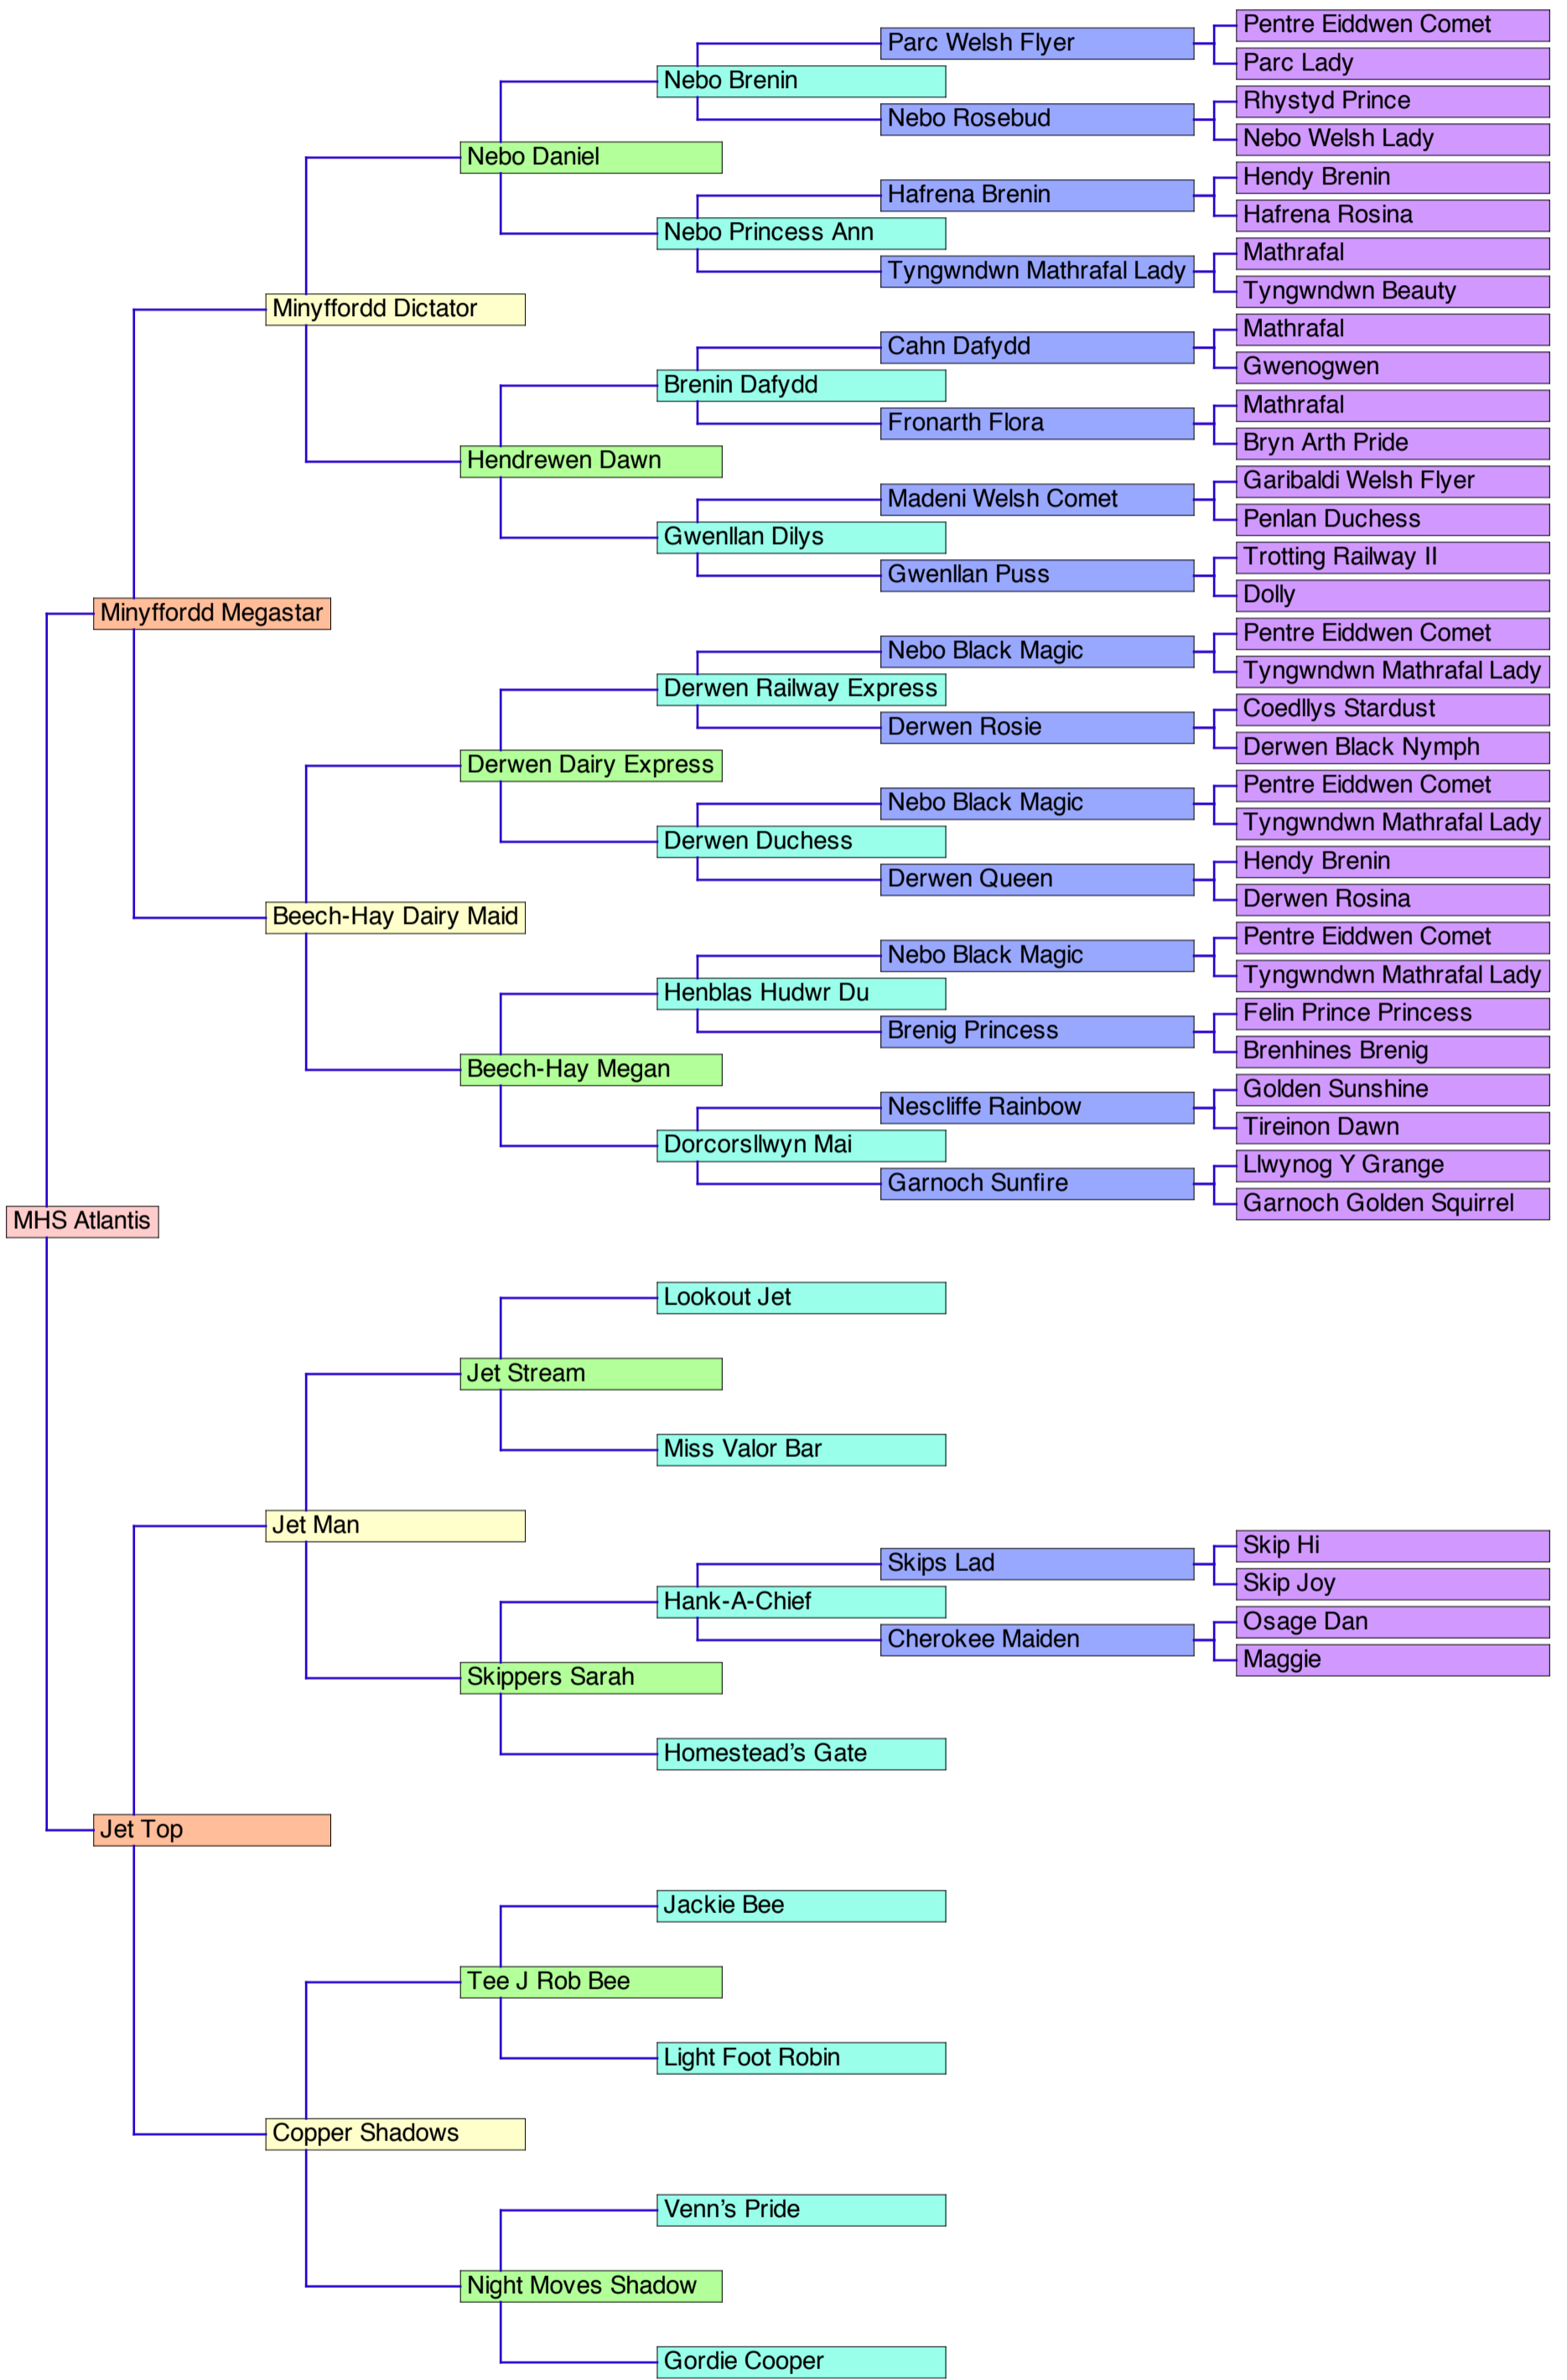 Pentre Eiddwen Comet
Parc Welsh Flyer
Parc Lady
Nebo Brenin
Rhystyd Prince
Nebo Rosebud
Nebo Welsh Lady
Nebo Daniel
Hendy Brenin
Hafrena Brenin
Hafrena Rosina
Nebo Princess Ann
Mathrafal
Tyngwndwn Mathrafal Lady
Tyngwndwn Beauty
Minyffordd Dictator
Mathrafal
Cahn Dafydd
Gwenogwen
Brenin Dafydd
Mathrafal
Fronarth Flora
Bryn Arth Pride
Hendrewen Dawn
Garibaldi Welsh Flyer
Madeni Welsh Comet
Penlan Duchess
Gwenllan Dilys
Trotting Railway II
Gwenllan Puss
Dolly
Minyffordd Megastar
Pentre Eiddwen Comet
Nebo Black Magic
Tyngwndwn Mathrafal Lady
Derwen Railway Express
Coedllys Stardust
Derwen Rosie
Derwen Black Nymph
Derwen Dairy Express
Pentre Eiddwen Comet
Nebo Black Magic
Tyngwndwn Mathrafal Lady
Derwen Duchess
Hendy Brenin
Derwen Queen
Derwen Rosina
Beech-Hay Dairy Maid
Pentre Eiddwen Comet
Nebo Black Magic
Tyngwndwn Mathrafal Lady
Henblas Hudwr Du
Felin Prince Princess
Brenig Princess
Brenhines Brenig
Beech-Hay Megan
Golden Sunshine
Nescliffe Rainbow
Tireinon Dawn
Dorcorsllwyn Mai
Llwynog Y Grange
Garnoch Sunfire
Garnoch Golden Squirrel
MHS Atlantis
Lookout Jet
Jet Stream
Miss Valor Bar
Jet Man
Skip Hi
Skips Lad
Skip Joy
Hank-A-Chief
Osage Dan
Cherokee Maiden
Maggie
Skippers Sarah
Homestead’s Gate
Jet Top
Jackie Bee
Tee J Rob Bee
Light Foot Robin
Copper Shadows
Venn’s Pride
Night Moves Shadow
Gordie Cooper